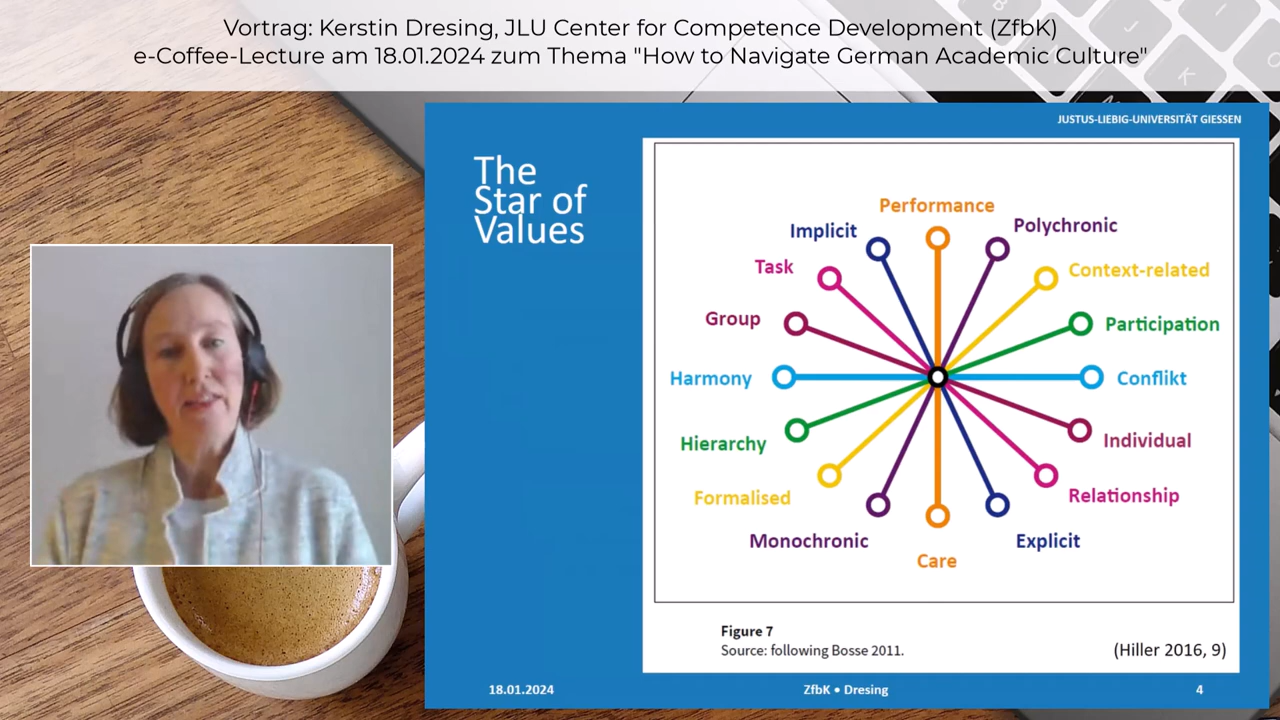 Vortrag: Kerstin Dresing, JLU Center for Competence Development (ZfbK)
e-Coffee-Lecture am 18.01.2024 zum Thema "How to Navigate German Academic Culture"
JUSTUS-LIEBIG-UNIVERSITÄT GIESSEN
The
Star of
Values
Performance
Implicit
Polychronic
Task
Context-related
Group
Participation
Harmony
Conflikt
Hierarchy
Individual
Formalised
Relationship
Monochronic
Explicit
Care
Figure 7
Source: following Bosse 2011.
(Hiller 2016, 9)
18.01.2024
ZfbK • Dresing
4